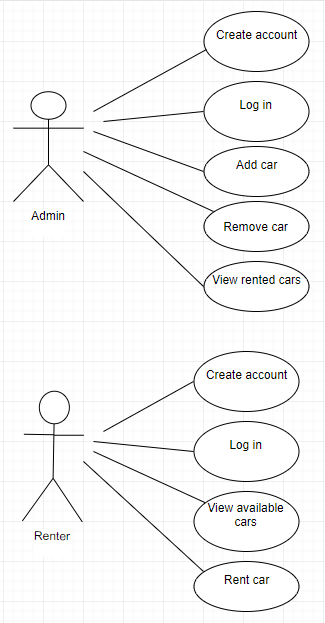 Create account
Log in
Add car
Admin
Remove car
View rented cars
Create account
Log in
View available
cars
Renter
Rent car